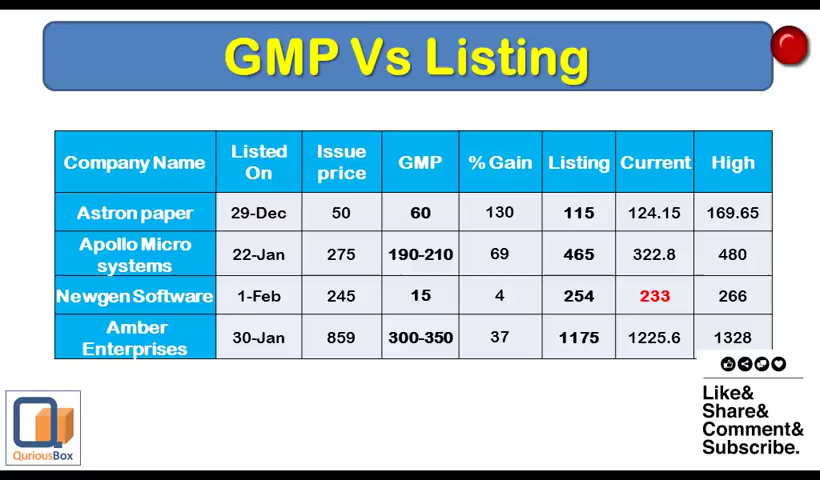 GMP Vs Listing
Company Name Listed On Issue price GMP % Gain Listing Current High
Astron paper 29-Dec 50 60 130 115 124.15 169.65
Apollo Micro systems 22-Jan 275 190-210 69 465 322.8 480
Newgen Software 1-Feb 245 15 4 254 233 266
Amber Enterprises 30-Jan 859 300-350 37 1175 1225.6 1328
Like&
Share&
Comment&
Subscribe.
QuriousBox